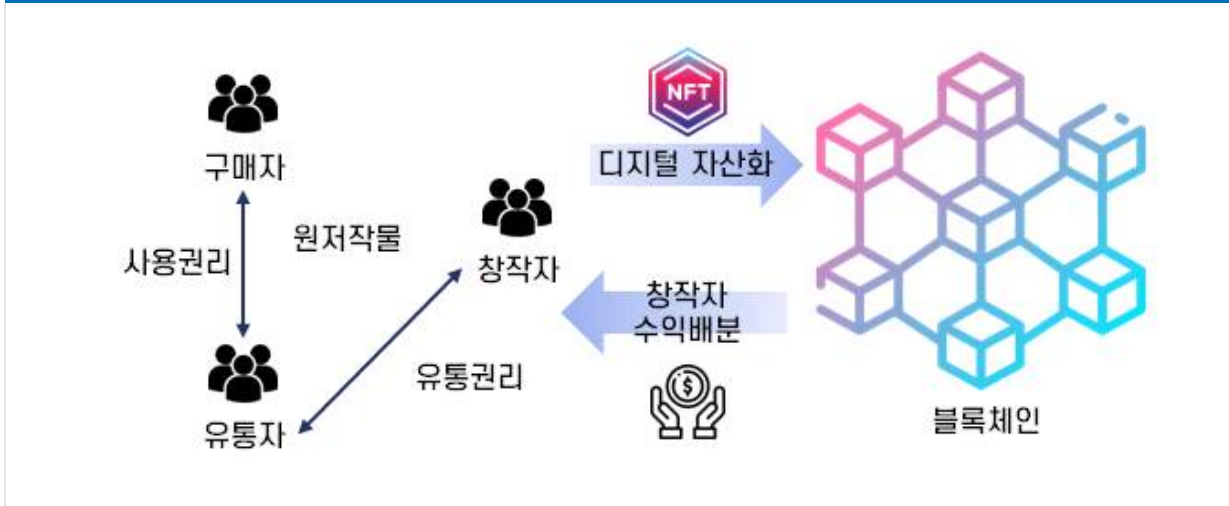 NFT
구매자
디지털 자산화
원저작물
사용권리
창작자
창작자
수익배분
유통권리
유통자
블록체인
$